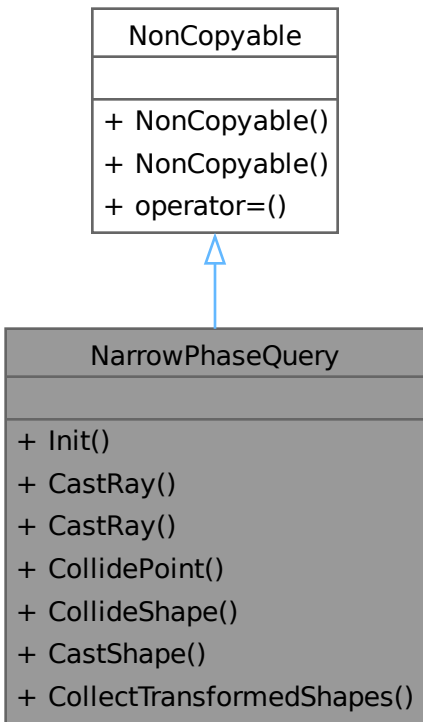 NonCopyable
+ NonCopyable()
+ NonCopyable()
+ operator=()
NarrowPhaseQuery
+ Init()
+ CastRay()
+ CastRay()
+ CollidePoint()
+ CollideShape()
+ CastShape()
+ CollectTransformedShapes()